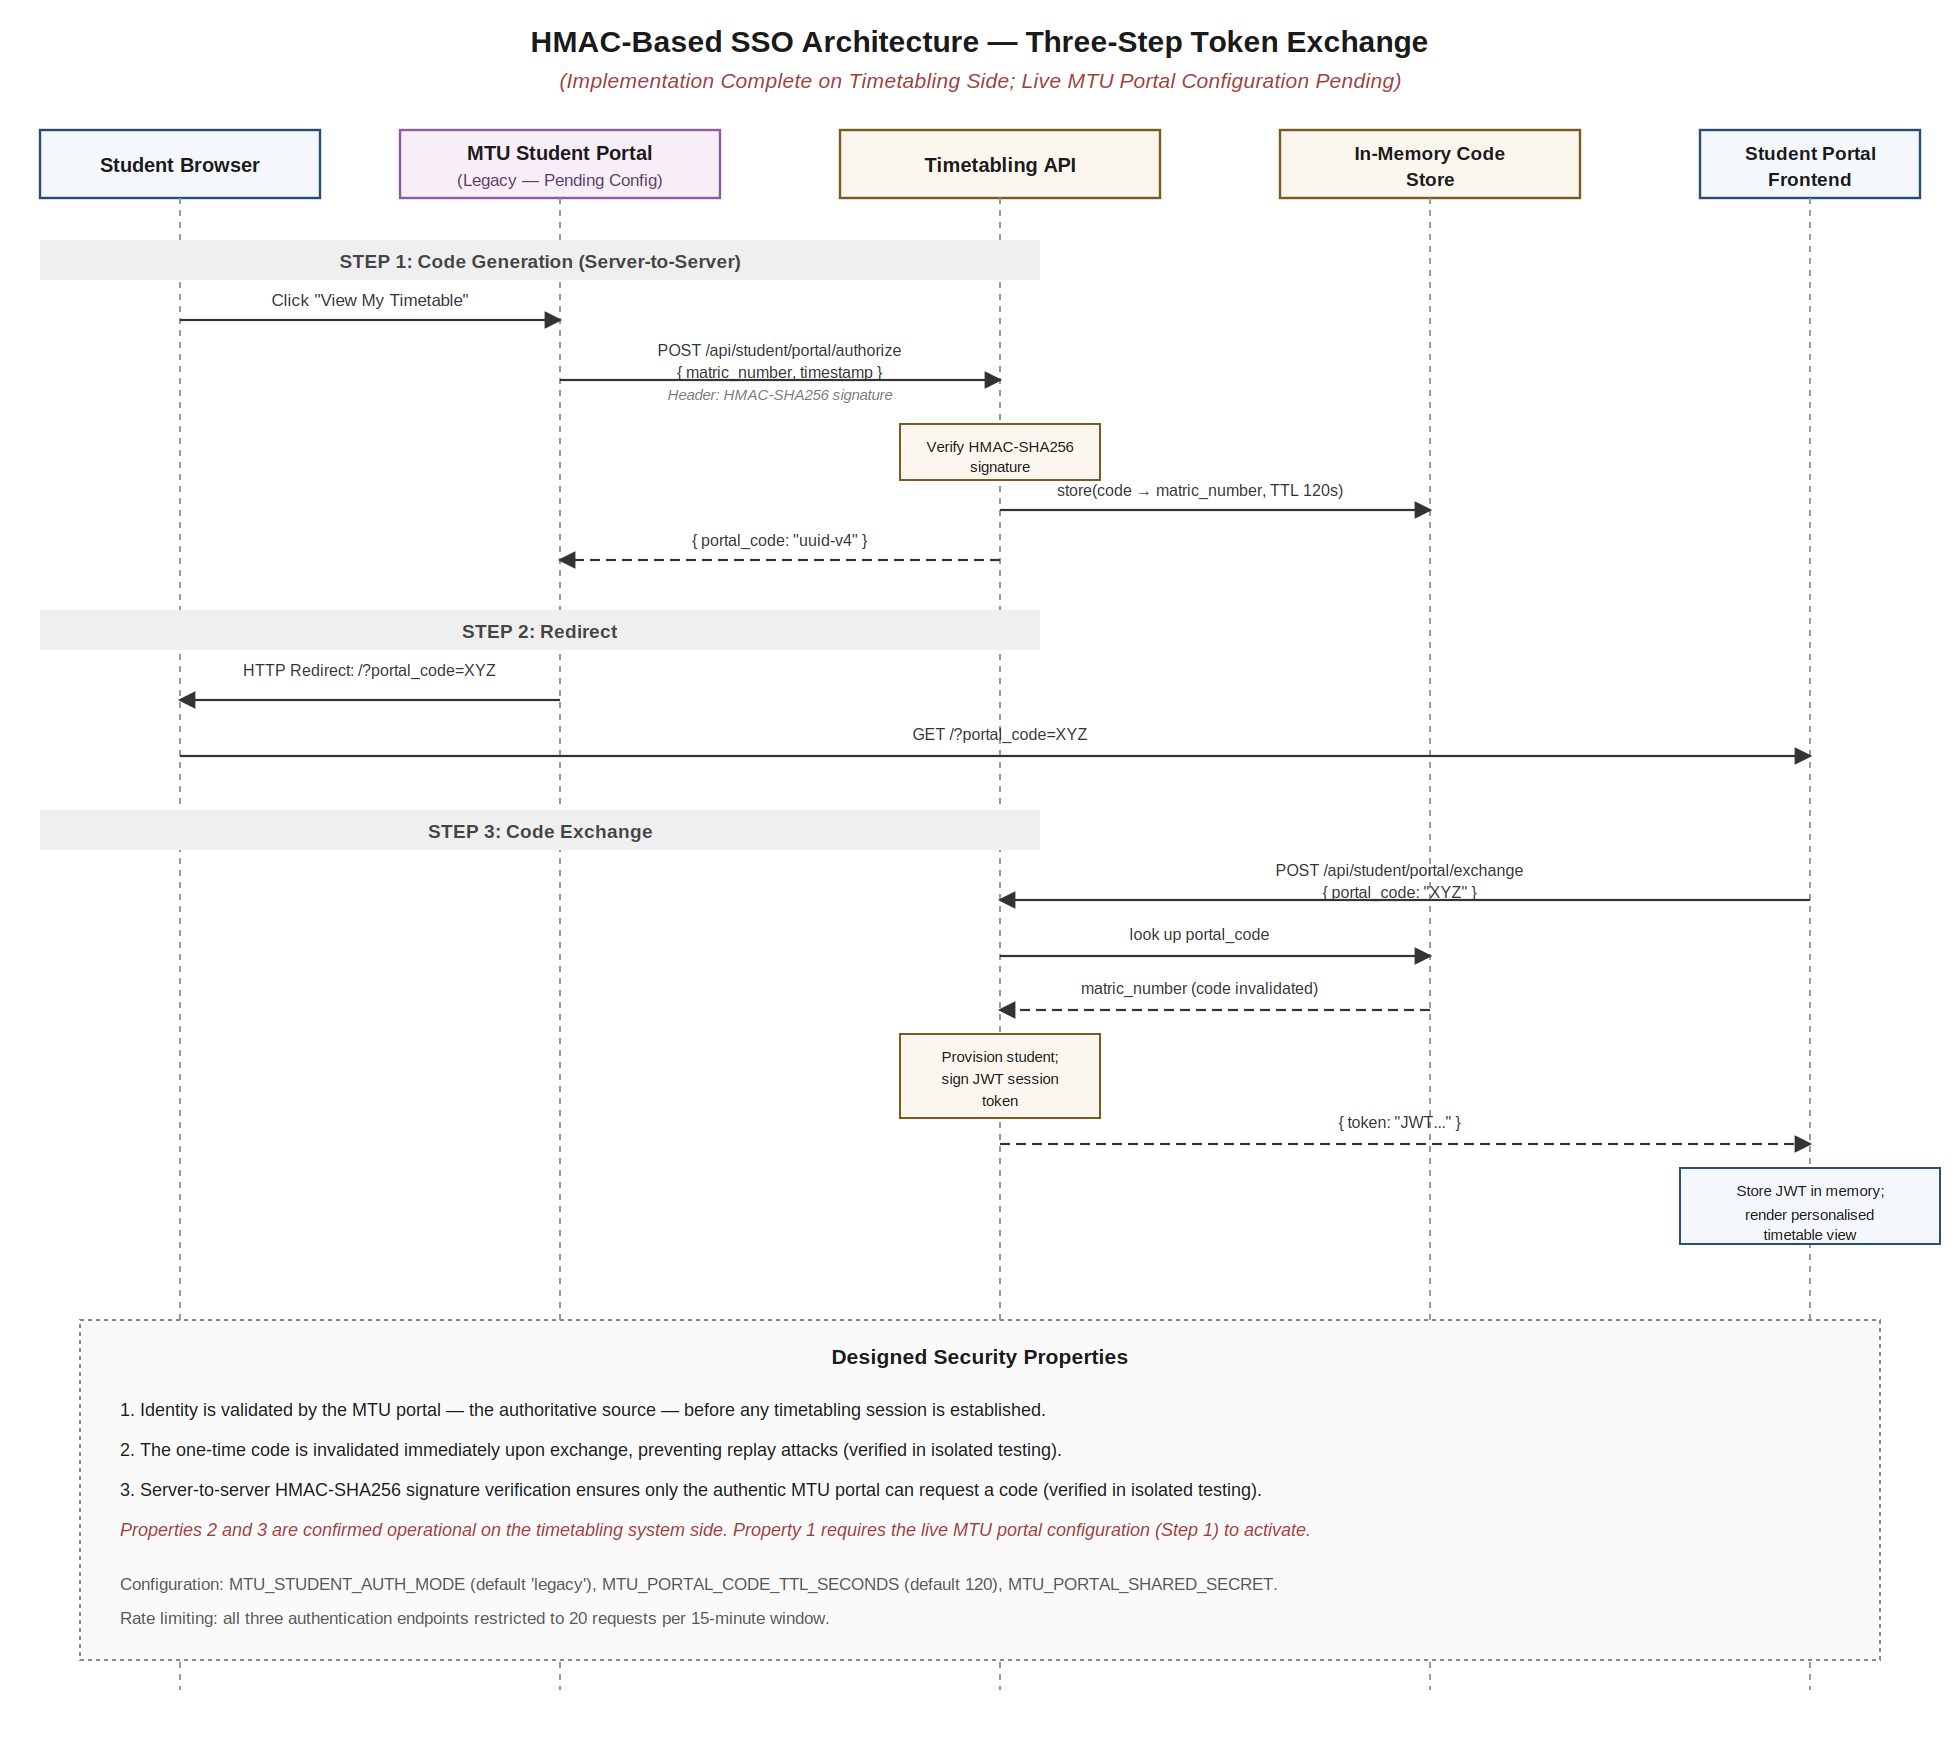 HMAC-Based SSO Architecture — Three-Step Token Exchange
(Implementation Complete on Timetabling Side; Live MTU Portal Configuration Pending)
Student Browser
MTU Student Portal
(Legacy — Pending Config)
Timetabling API
In-Memory Code
Store
Student Portal
Frontend
STEP 1: Code Generation (Server-to-Server)
Click "View My Timetable"
POST /api/student/portal/authorize
{ matric_number, timestamp }
Header: HMAC-SHA256 signature
Verify HMAC-SHA256
signature
store(code → matric_number, TTL 120s)
{ portal_code: "uuid-v4" }
STEP 2: Redirect
HTTP Redirect: /?portal_code=XYZ
GET /?portal_code=XYZ
STEP 3: Code Exchange
POST /api/student/portal/exchange
{ portal_code: "XYZ" }
look up portal_code
matric_number (code invalidated)
Provision student;
sign JWT session
token
{ token: "JWT..." }
Store JWT in memory;
render personalised
timetable view
Designed Security Properties
1. Identity is validated by the MTU portal — the authoritative source — before any timetabling session is established.
2. The one-time code is invalidated immediately upon exchange, preventing replay attacks (verified in isolated testing).
3. Server-to-server HMAC-SHA256 signature verification ensures only the authentic MTU portal can request a code (verified in isolated testing).
Properties 2 and 3 are confirmed operational on the timetabling system side. Property 1 requires the live MTU portal configuration (Step 1) to activate.
Configuration: MTU_STUDENT_AUTH_MODE (default 'legacy'), MTU_PORTAL_CODE_TTL_SECONDS (default 120), MTU_PORTAL_SHARED_SECRET.
Rate limiting: all three authentication endpoints restricted to 20 requests per 15-minute window.